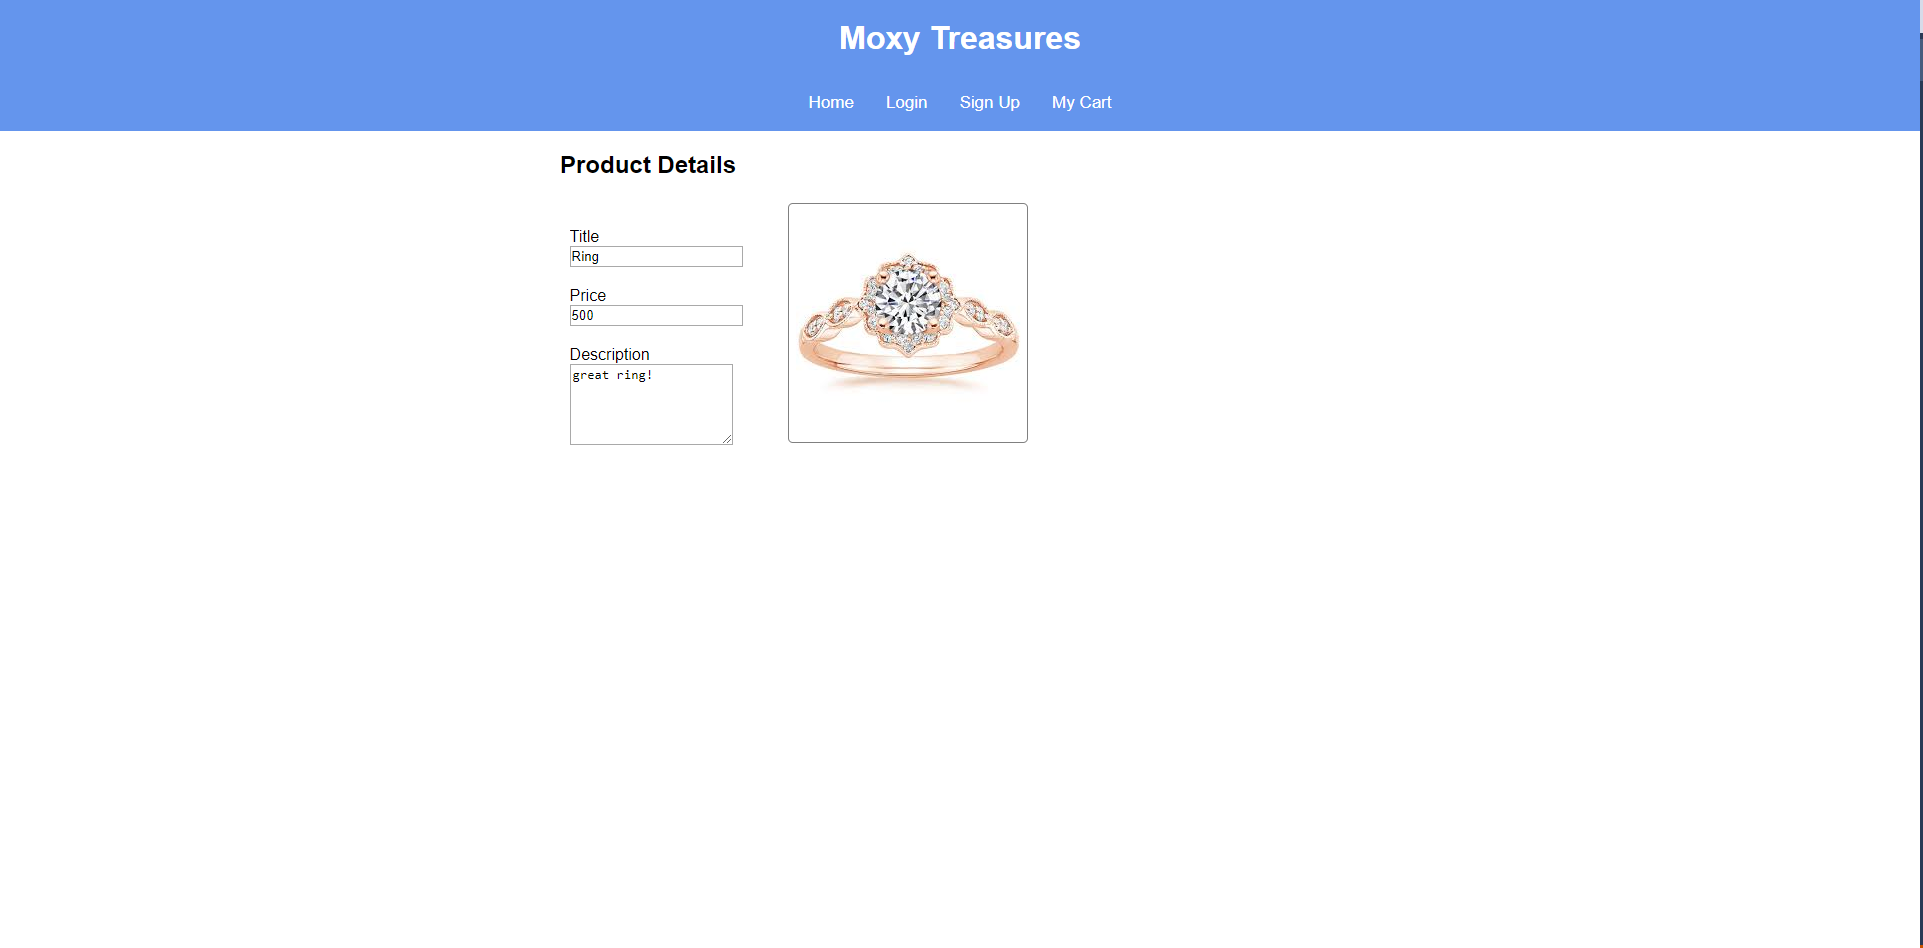 Moxy Treasures
Home Login Sign Up My Cart
Product Details
Title
Ring
Price
500
Description
great ring!